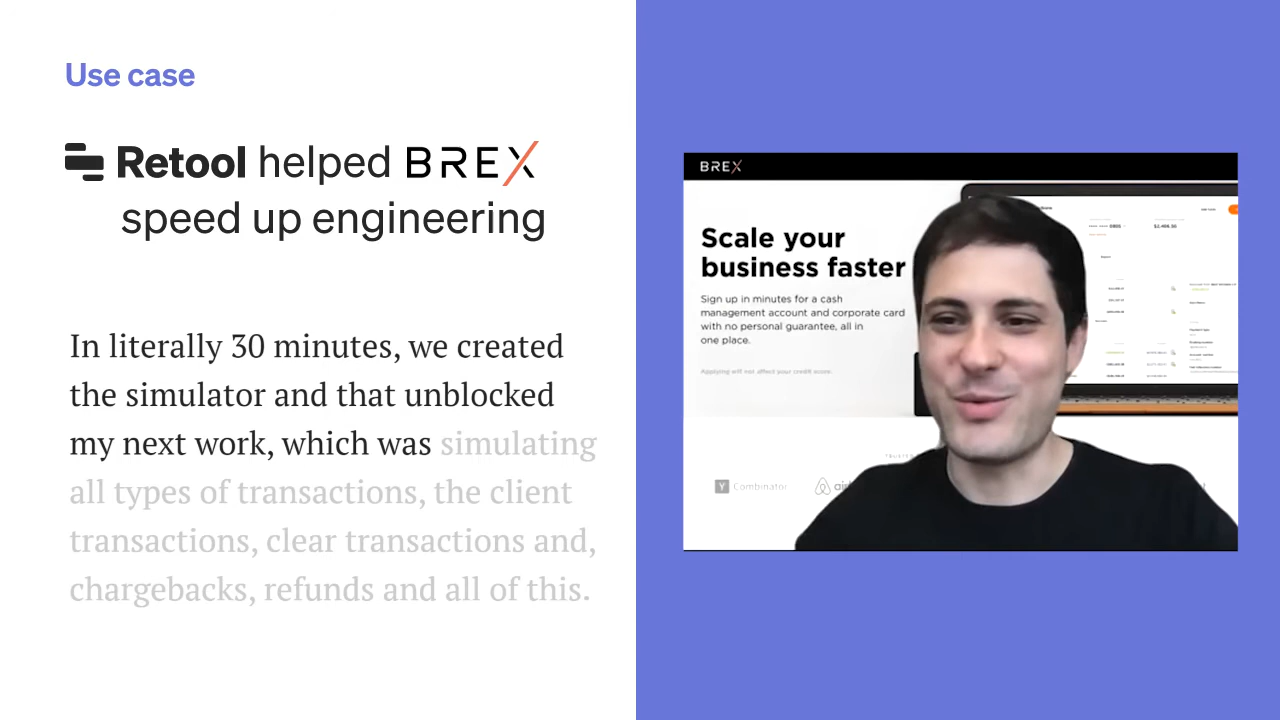 Use case
Retool helped BREX
speed up engineering
In literally 30 minutes, we created
the simulator and that unblocked
my next work, which was simulating
all types of transactions, the client
transactions, clear transactions and,
chargebacks, refunds and all of this.
BREX
Scale your
business faster
Sign up in minutes for a cash
management account and corporate card
with no personal guarantee, all in
one place.
Applying will not affect your credit score.
Y Combinator